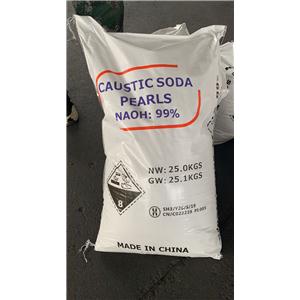 CAUSTIC SODA
PEARLS
NAOH: 99%
NW: 25.0KGS
GW: 25.1KGS
8
MADE IN CHINA